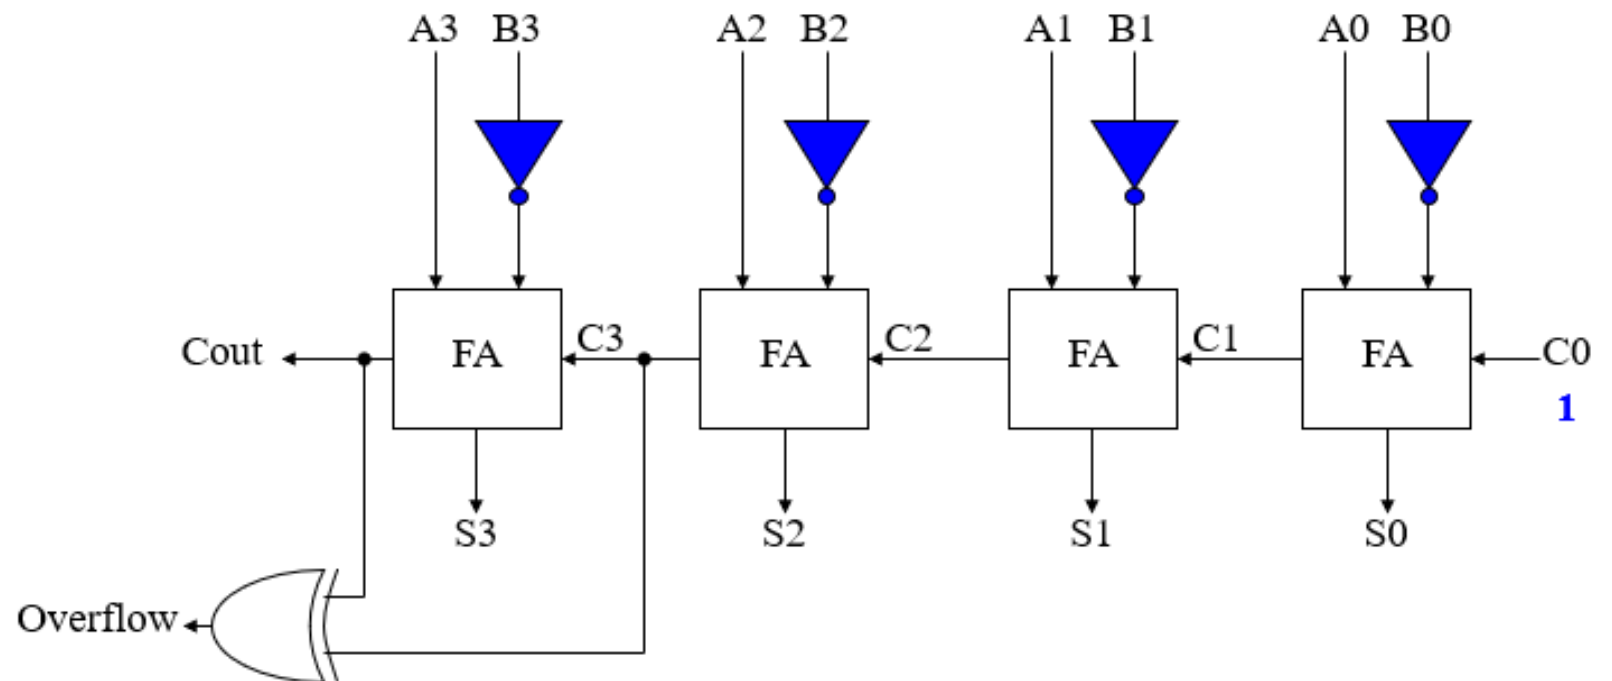 A3 B3 A2 B2 A1 B1 A0 B0
Cout FA C3 FA C2 FA C1 FA C0
1
S3 S2 S1 S0
Overflow